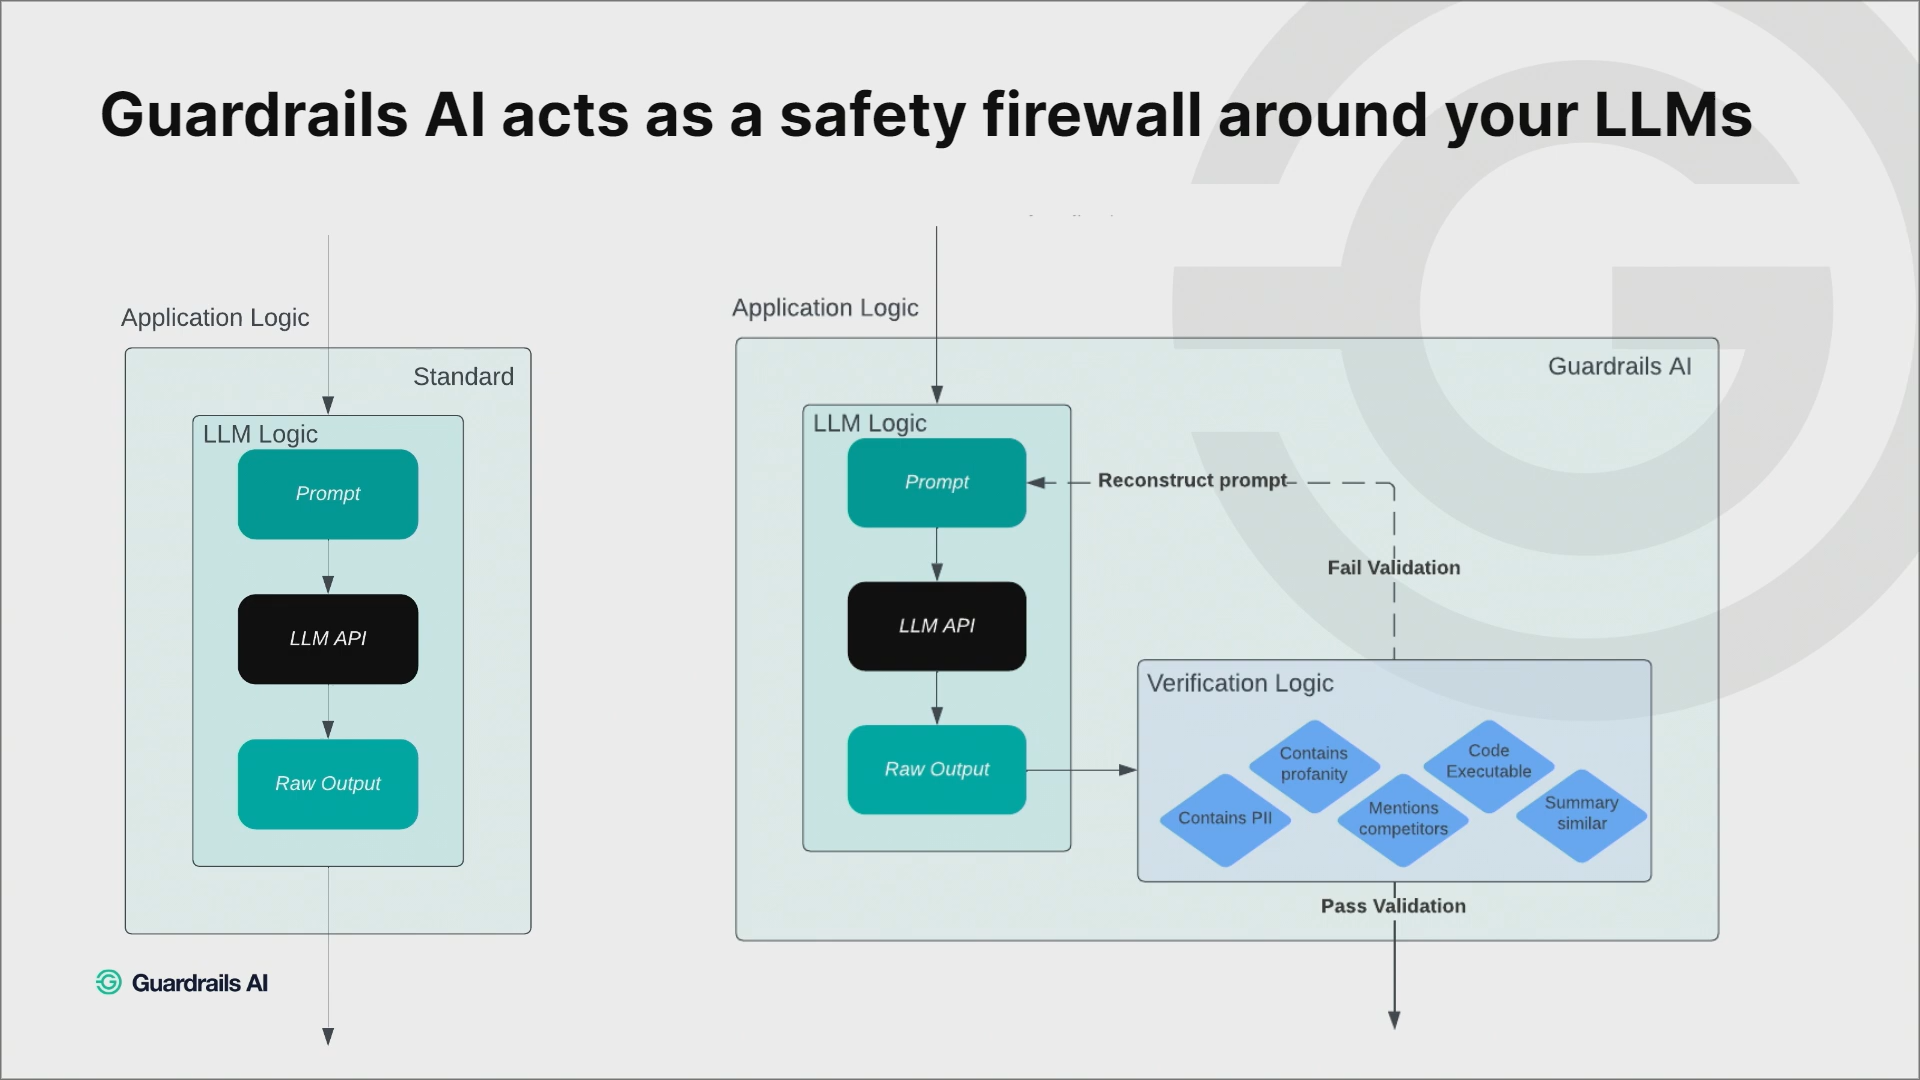 Guardrails AI acts as a safety firewall around your LLMs
Application Logic
Standard
LLM Logic
Prompt
LLM API
Raw Output
Application Logic
Guardrails AI
LLM Logic
Prompt
Reconstruct prompt
Fail Validation
LLM API
Raw Output
Verification Logic
Contains
profanity
Code
Executable
Contains PII
Mentions
competitors
Summary
similar
Pass Validation
Guardrails AI